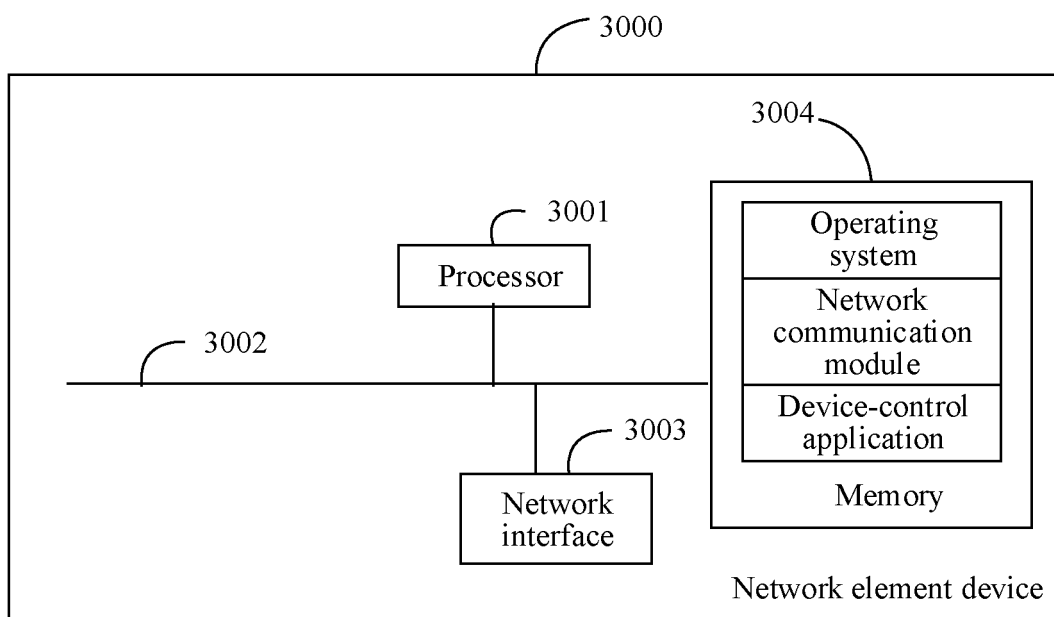 3000
3004
3001
Processor
3002
3003
Network
interface
Operating
system
Network
communication
module
Device-control
application
Memory
Network element device